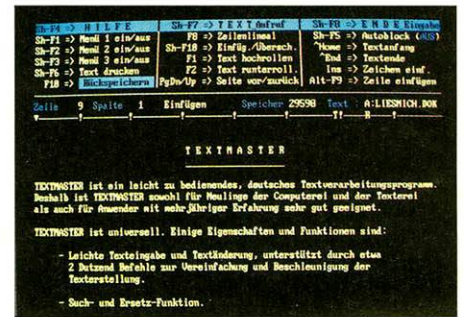 Sh-F4 => H I L F E Sh-F7 => T E X T Aufruf Sh-F8 => E N D E Eingabe
Sh-F1 => Menü 1 ein/aus F8 => Zeilenlineal Sh-F5 => Autoblock (AUS)
Sh-F2 => Menü 2 ein/aus Sh-F10 => Einfüg./Übersch. ^Home => Textanfang
Sh-F3 => Menü 3 ein/aus F1 => Text hochrollen ^End => Textende
Sh-F6 => Text drucken F2 => Text runterroll. Ins => Zeichen einf.
F10 => Rückspeichern PgDn/Up => Seite vor/zurück Alt-F9 => Zeile einfügen
Zeile 9 Spalte 1 Einfügen Speicher 29598 Text A:LIESMICH.DOK
T E X T M A S T E R
TEXTMASTER ist ein leicht zu bedienendes, deutsches Textverarbeitungsprogramm.
Deshalb ist TEXTMASTER sowohl für Neulinge der Computerei und der Texterei
als auch für Anwender mit mehrjähriger Erfahrung sehr gut geeignet.
TEXTMASTER ist universell. Einige Eigenschaften und Funktionen sind:
- Leichte Texteingabe und Textänderung, unterstützt durch etwa
2 Dutzend Befehle zur Vereinfachung und Beschleunigung der
Texterstellung.
- Such- und Ersetz-Funktion.